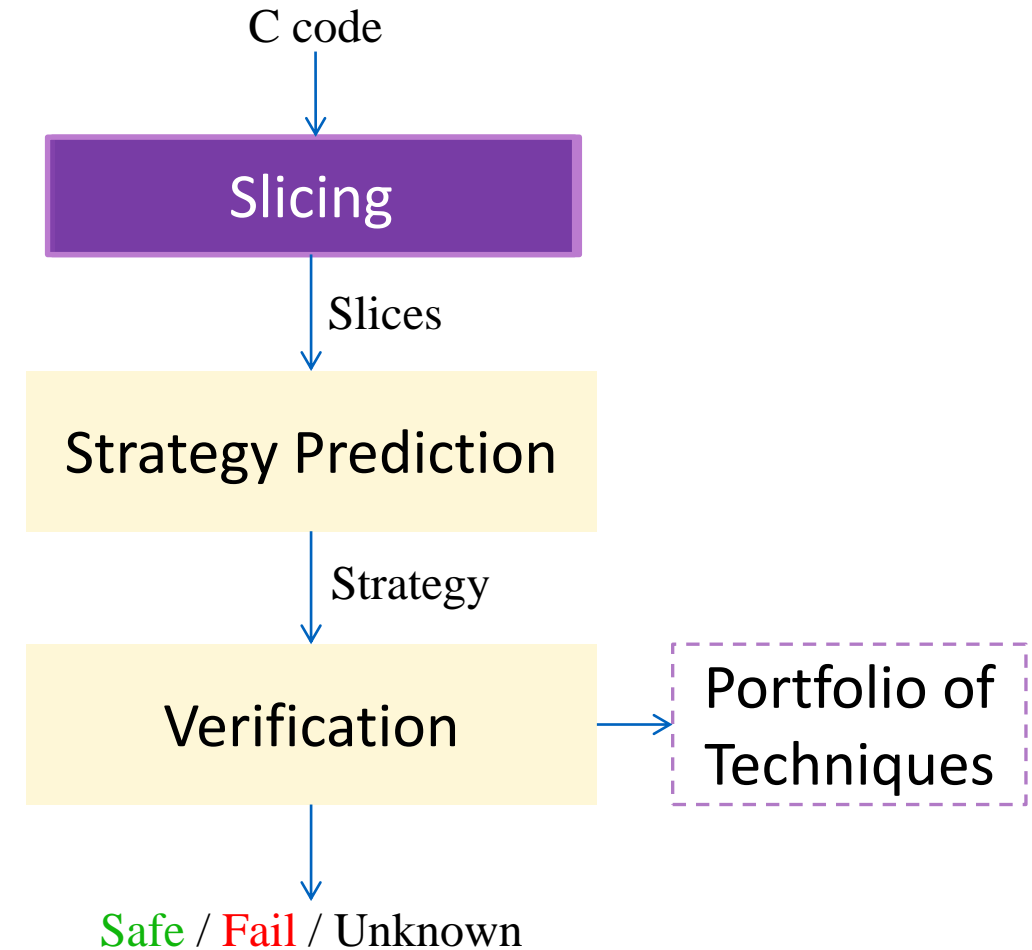 C code
Slicing
Slices
Strategy Prediction
Strategy
Verification
Portfolio of
Techniques
Safe / Fail / Unknown